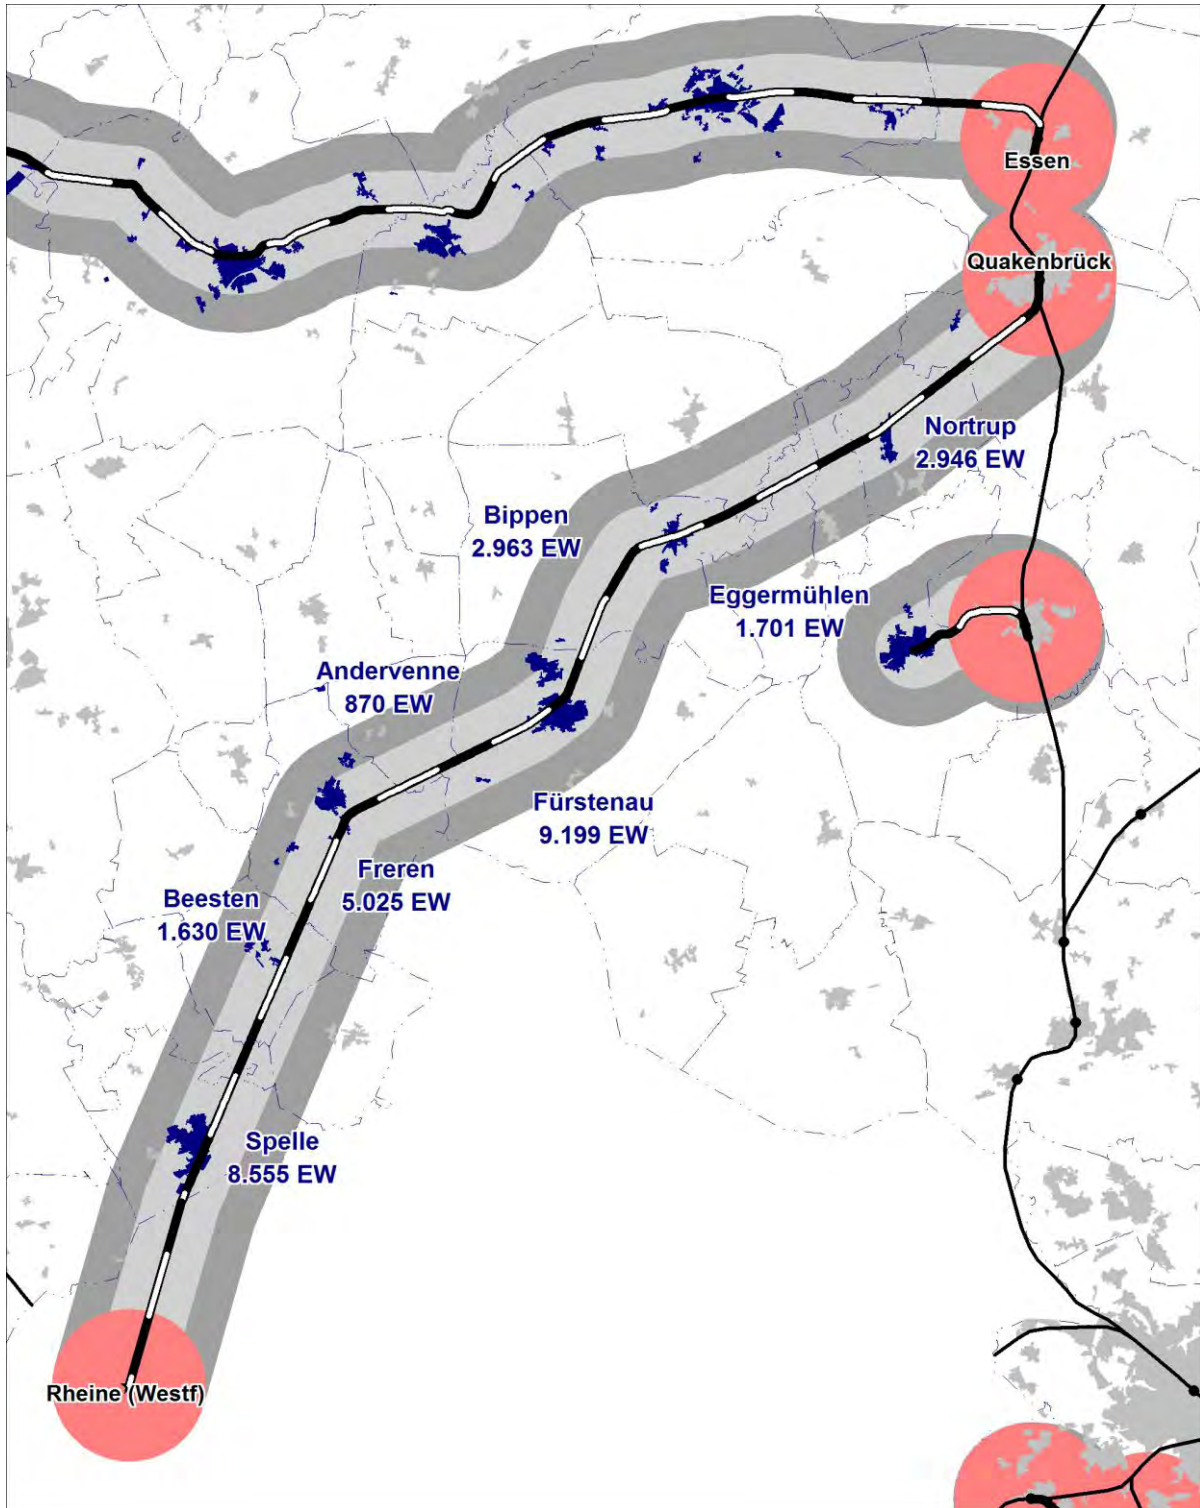 Essen
Quakenbrück
Nortrup
2.946 EW
Bippen
2.963 EW
Eggermühlen
1.701 EW
Andervenne
870 EW
Fürstenau
9.199 EW
Freren
5.025 EW
Beesten
1.630 EW
Spelle
8.555 EW
Rheine (Westf)